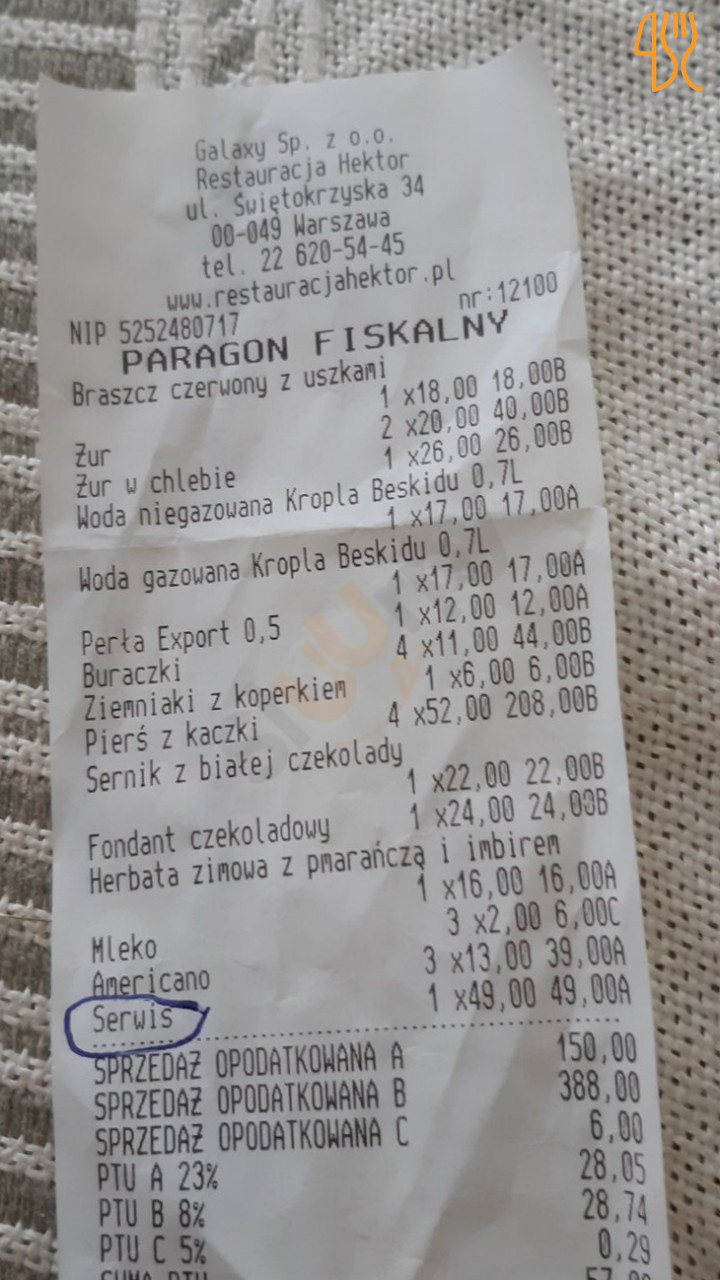 Galaxy Sp. z o.o.
Restauracja Hektor
ul. Świętokrzyska 34
00-049 Warszawa
tel. 22 620-54-45
www.restauracjahektor.pl
NIP 5252480717 nr:12100
PARAGON FISKALNY
Braszcz czerwony z uszkami
1 x18,00 18,00B
Żur 2 x20,00 40,00B
Żur w chlebie 1 x26,00 26,00B
Woda niegazowana Kropla Beskidu 0,7L
1 x17,00 17,00A
Woda gazowana Kropla Beskidu 0,7L
1 x17,00 17,00A
Perła Export 0,5 1 x12,00 12,00A
Buraczki 4 x11,00 44,00B
Ziemniaki z koperkiem 1 x6,00 6,00B
Pierś z kaczki 4 x52,00 208,00B
Sernik z białej czekolady
1 x22,00 22,00B
Fondant czekoladowy 1 x24,00 24,00B
Herbata zimowa z pmarańczą i imbirem
1 x16,00 16,00A
Mleko 3 x2,00 6,00C
Americano 3 x13,00 39,00A
Serwis 1 x49,00 49,00A
SPRZEDAŻ OPODATKOWANA A 150,00
SPRZEDAŻ OPODATKOWANA B 388,00
SPRZEDAŻ OPODATKOWANA C 6,00
PTU A 23% 28,05
PTU B 8% 28,74
PTU C 5% 0,29
SUMA PTU